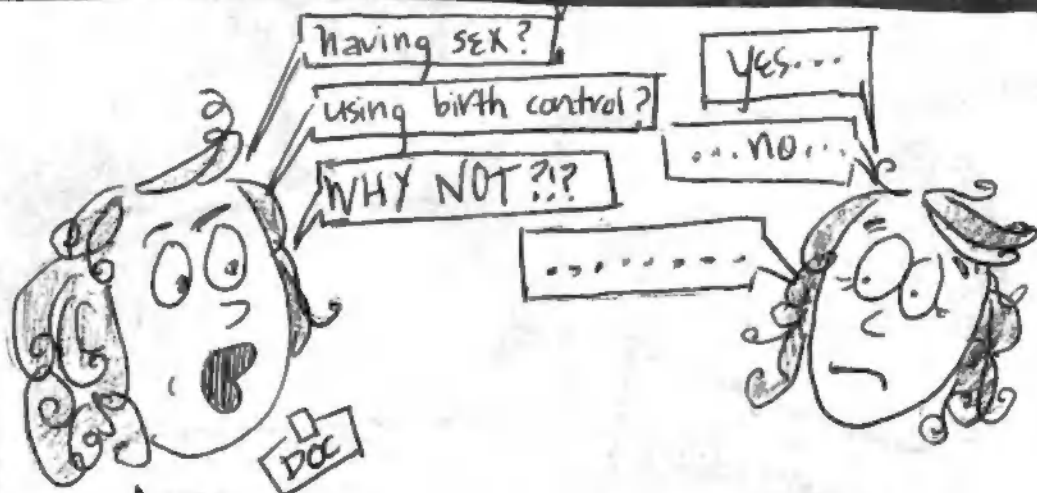 having sex?
yes...
using birth control?
...no...
WHY NOT?!?
........
DOC